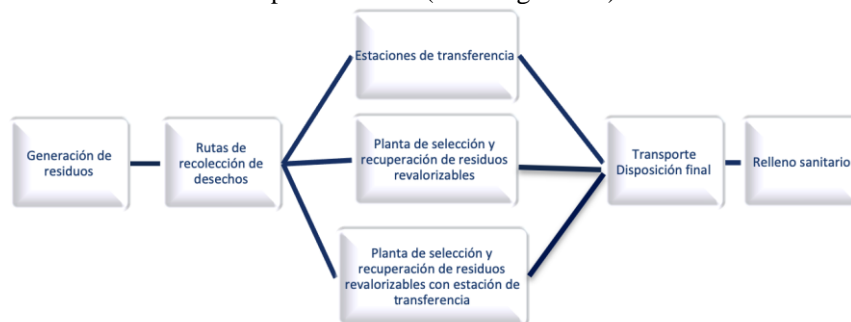 Estaciones de transferencia
Generación de
residuos
Rutas de
recolección de
desechos
Planta de selección y
recuperación de residuos
revalorizables
Transporte
Disposición final
Relleno sanitario
Planta de selección y
recuperación de residuos
revalorizables con estación de
transferencia